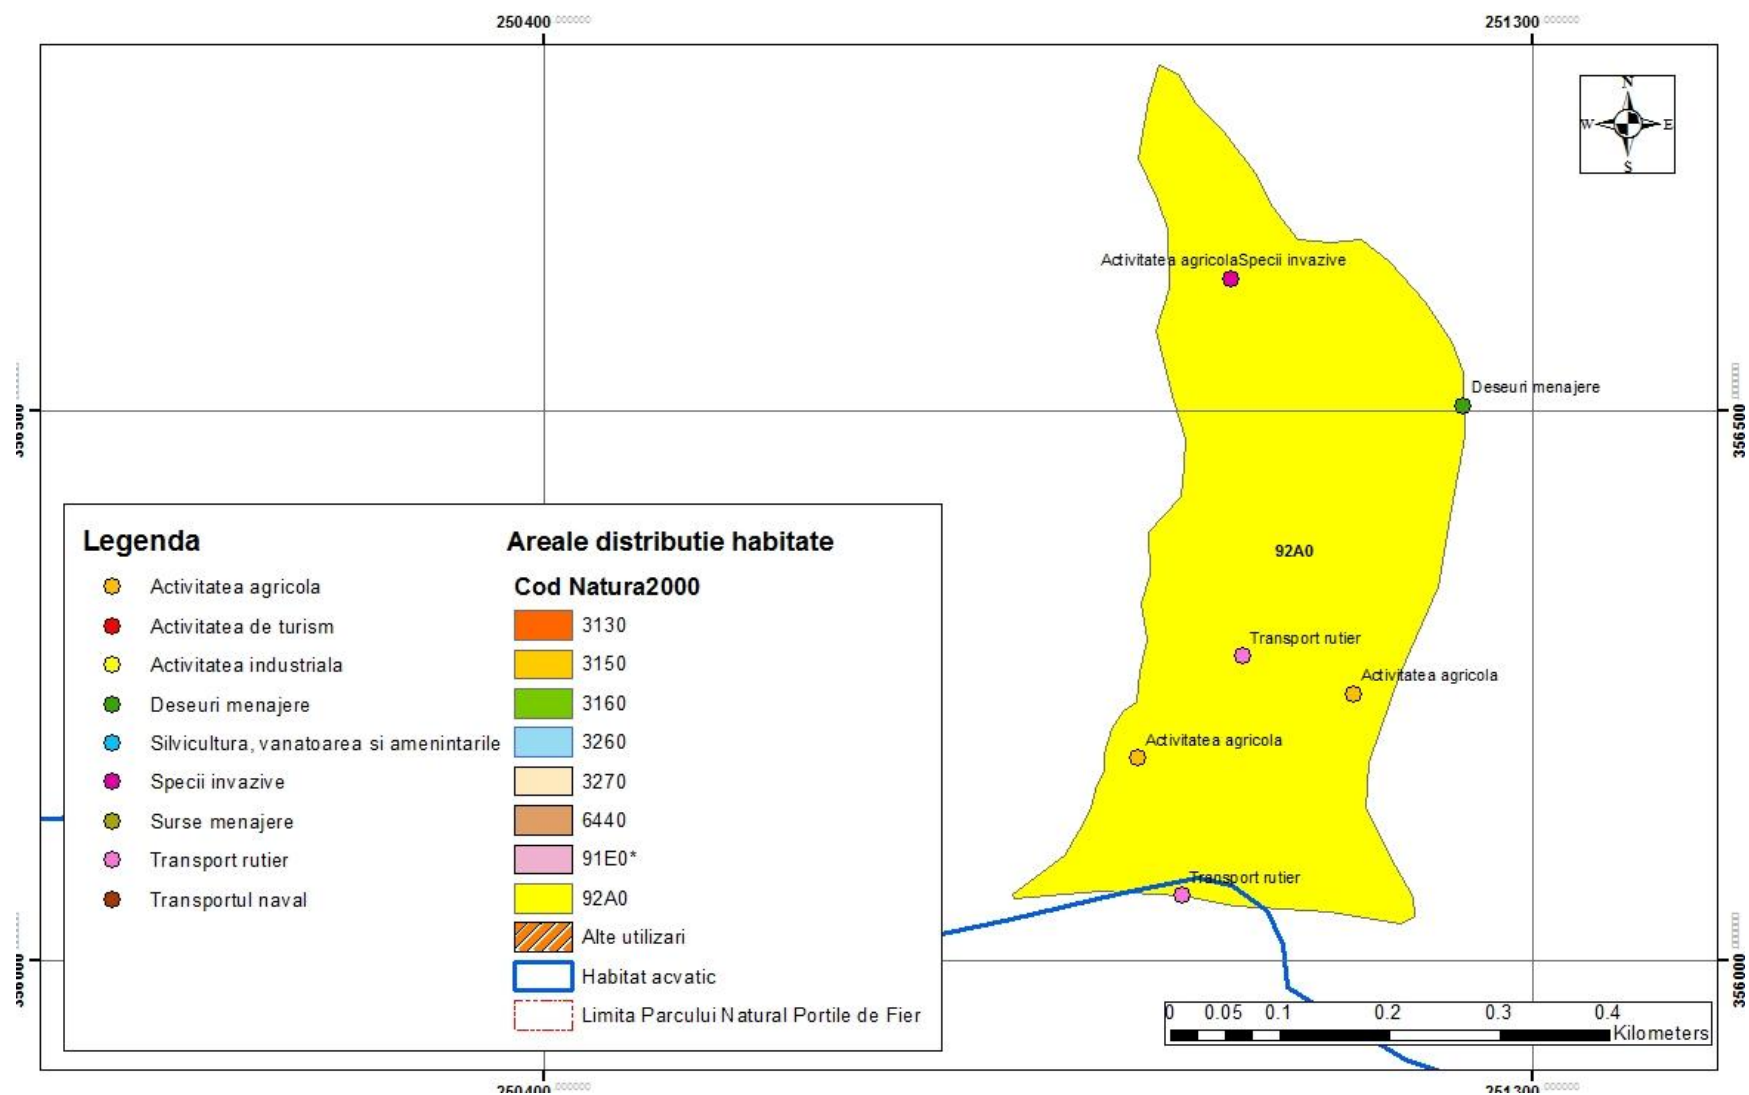 250400 251300
N
W E
S
Activitatea agricolaSpecii invazive
Deseuri menajere
356500
92A0
Transport rutier
Activitatea agricola
Activitatea agricola
Transport rutier
356000
Legenda
Activitatea agricola
Activitatea de turism
Activitatea industriala
Deseuri menajere
Silvicultura, vanatoarea si amenintarile
Specii invazive
Surse menajere
Transport rutier
Transportul naval
Areale distributie habitate
Cod Natura2000
3130
3150
3160
3260
3270
6440
91E0*
92A0
Alte utilizari
Habitat acvatic
Limita Parcului Natural Portile de Fier
0 0.05 0.1 0.2 0.3 0.4
Kilometers
250400 251300